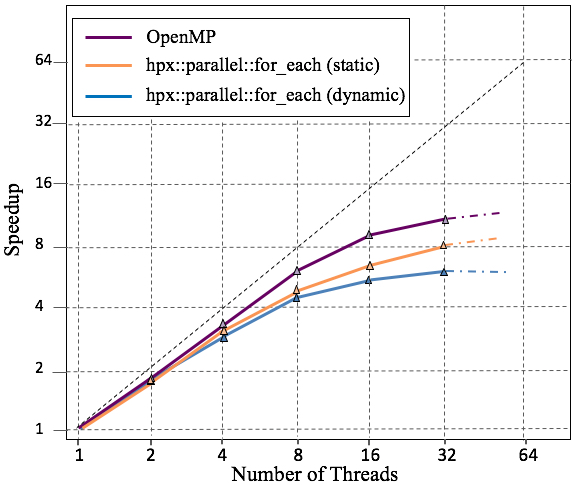 OpenMP
hpx::parallel::for_each (static)
hpx::parallel::for_each (dynamic)
64
32
16
8
4
2
1
Speedup
1 2 4 8 16 32 64
Number of Threads